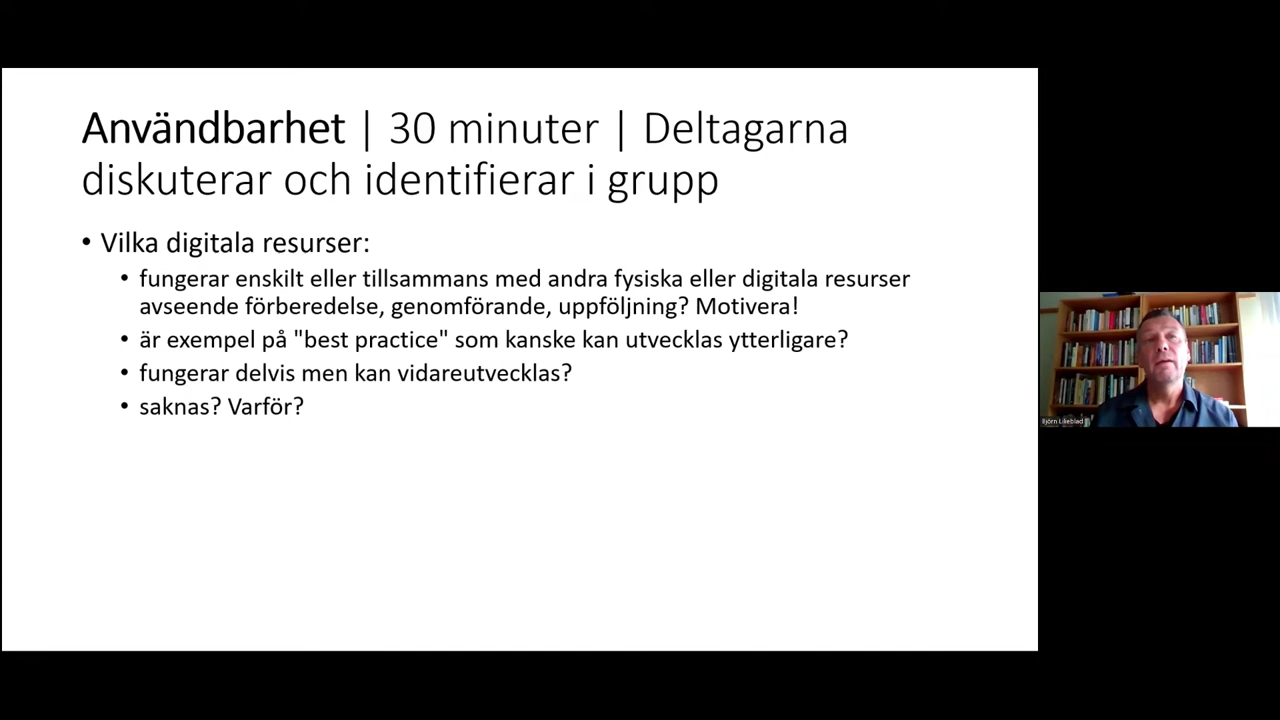 Användbarhet | 30 minuter | Deltagarna
diskuterar och identifierar i grupp
• Vilka digitala resurser:
• fungerar enskilt eller tillsammans med andra fysiska eller digitala resurser
avseende förberedelse, genomförande, uppföljning? Motivera!
• är exempel på "best practice" som kanske kan utvecklas ytterligare?
• fungerar delvis men kan vidareutvecklas?
• saknas? Varför?
Björn Lilieblad